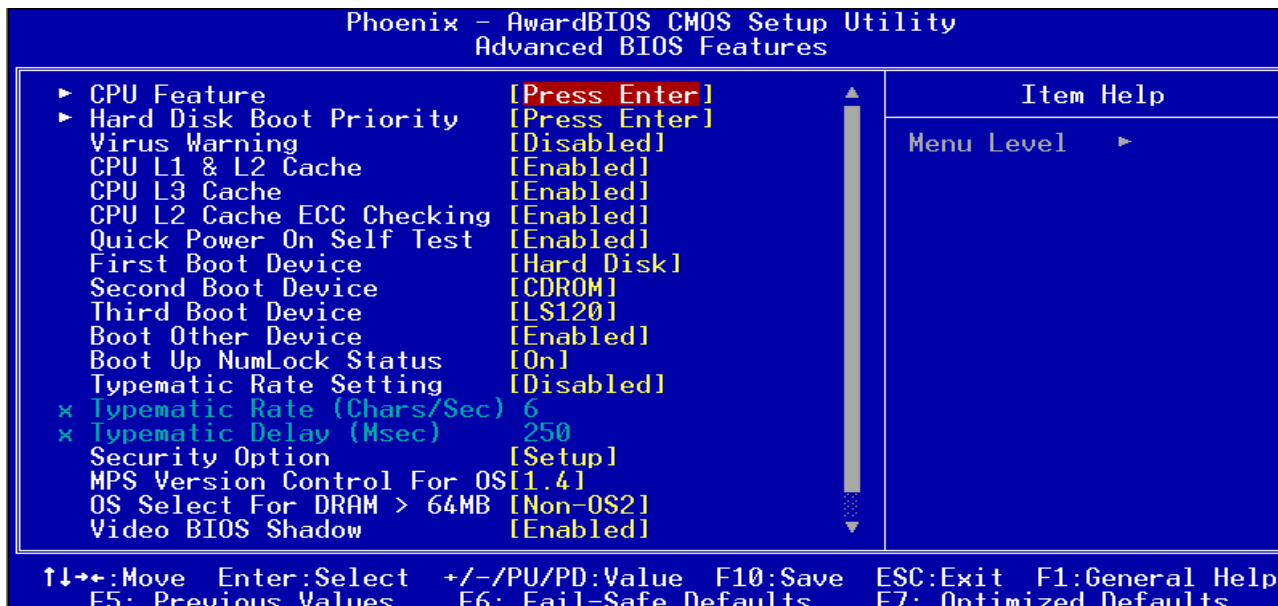 Phoenix - AwardBIOS CMOS Setup Utility
Advanced BIOS Features
► CPU Feature [Press Enter]
► Hard Disk Boot Priority [Press Enter]
Virus Warning [Disabled]
CPU L1 & L2 Cache [Enabled]
CPU L3 Cache [Enabled]
CPU L2 Cache ECC Checking [Enabled]
Quick Power On Self Test [Enabled]
First Boot Device [Hard Disk]
Second Boot Device [CDROM]
Third Boot Device [LS120]
Boot Other Device [Enabled]
Boot Up NumLock Status [On]
Typematic Rate Setting [Disabled]
x Typematic Rate (Chars/Sec) 6
x Typematic Delay (Msec) 250
Security Option [Setup]
MPS Version Control For OS[1.4]
OS Select For DRAM > 64MB [Non-OS2]
Video BIOS Shadow [Enabled]
Item Help
Menu Level ►
↑↓→←:Move Enter:Select +/-/PU/PD:Value F10:Save ESC:Exit F1:General Help
F5: Previous Values F6: Fail-Safe Defaults F7: Optimized Defaults